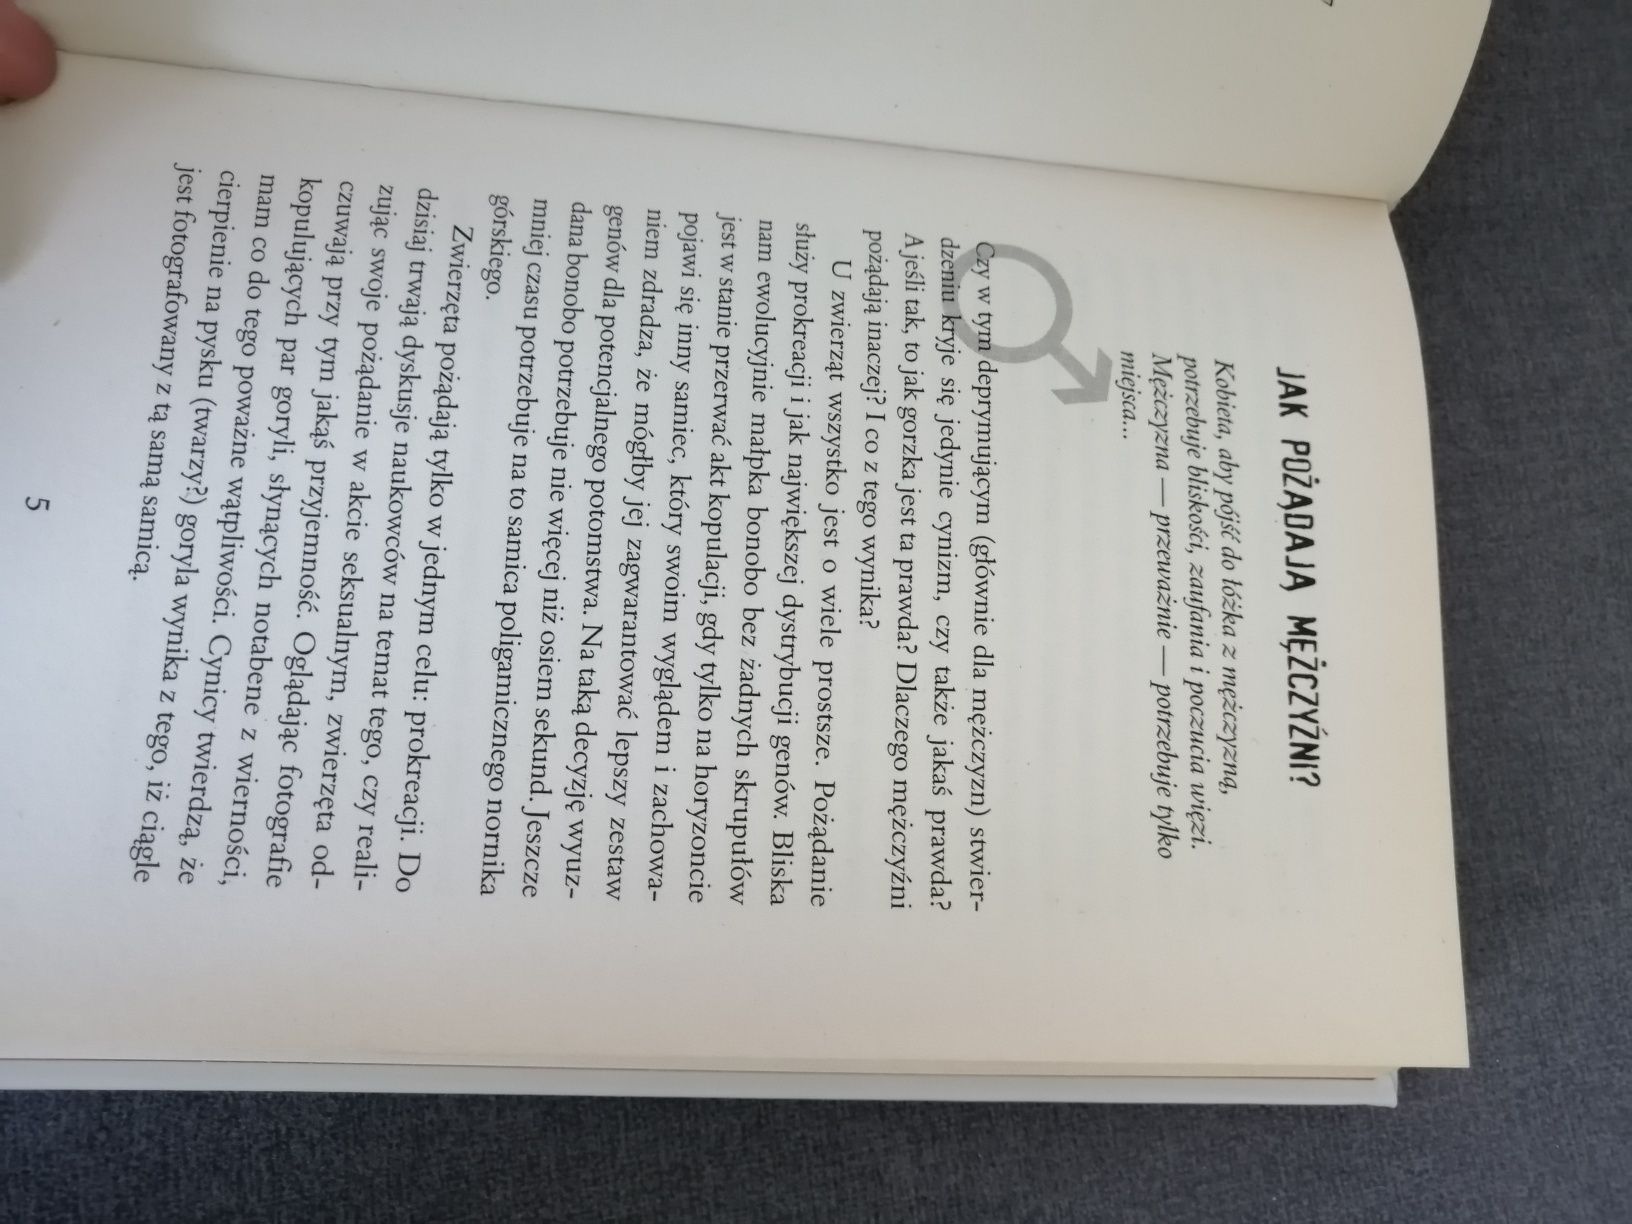 JAK POŻĄDAJĄ MĘŻCZYŹNI?
Kobieta, aby pójść do łóżka z mężczyzną,
potrzebuje bliskości, zaufania i poczucia więzi.
Mężczyzna — przeważnie — potrzebuje tylko
miejsca...
Czy w tym deprymującym (głównie dla mężczyzn) stwier-
dzeniu kryje się jedynie cynizm, czy także jakaś prawda?
A jeśli tak, to jak gorzka jest ta prawda? Dlaczego mężczyźni
pożądają inaczej? I co z tego wynika?
U zwierząt wszystko jest o wiele prostsze. Pożądanie
służy prokreacji i jak największej dystrybucji genów. Bliska
nam ewolucyjnie małpka bonobo bez żadnych skrupułów
jest w stanie przerwać akt kopulacji, gdy tylko na horyzoncie
pojawi się inny samiec, który swoim wyglądem i zachowa-
niem zdradza, że mógłby jej zagwarantować lepszy zestaw
genów dla potencjalnego potomstwa. Na taką decyzję wyuz-
dana bonobo potrzebuje nie więcej niż osiem sekund. Jeszcze
mniej czasu potrzebuje na to samica poligamicznego nornika
górskiego.
Zwierzęta pożądają tylko w jednym celu: prokreacji. Do
dzisiaj trwają dyskusje naukowców na temat tego, czy reali-
zując swoje pożądanie w akcie seksualnym, zwierzęta od-
czuwają przy tym jakąś przyjemność. Oglądając fotografie
kopulujących par goryli, słynących notabene z wierności,
mam co do tego poważne wątpliwości. Cynicy twierdzą, że
cierpienie na pysku (twarzy?) goryla wynika z tego, iż ciągle
jest fotografowany z tą samą samicą.
5